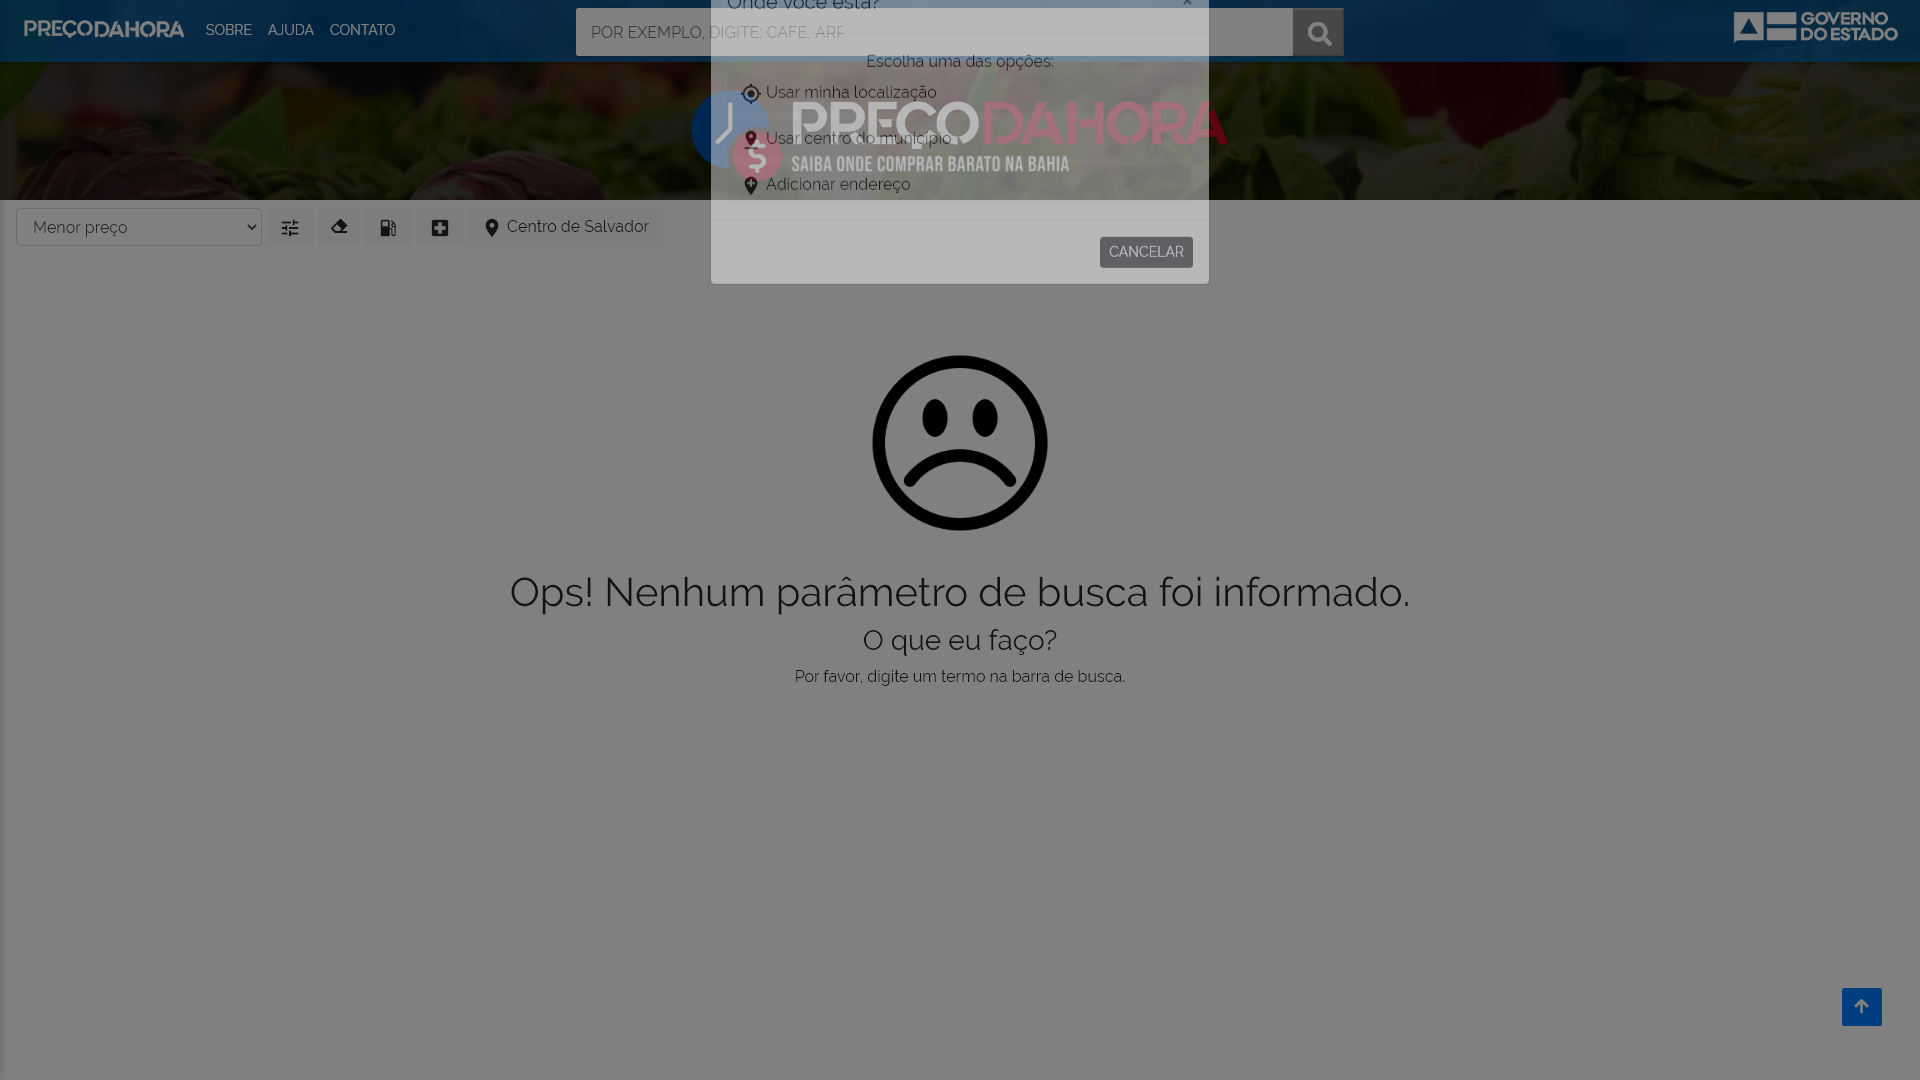 PREÇODAHORA SOBRE AJUDA CONTATO
Onde você está? ×
POR EXEMPLO, DIGITE: CAFÉ, ARR
GOVERNO
DO ESTADO
Escolha uma das opções:
Usar minha localização
PREÇODAHORA
Usar centro do município
SAIBA ONDE COMPRAR BARATO NA BAHIA
Adicionar endereço
Menor preço
Centro de Salvador
CANCELAR
Ops! Nenhum parâmetro de busca foi informado.
O que eu faço?
Por favor, digite um termo na barra de busca.